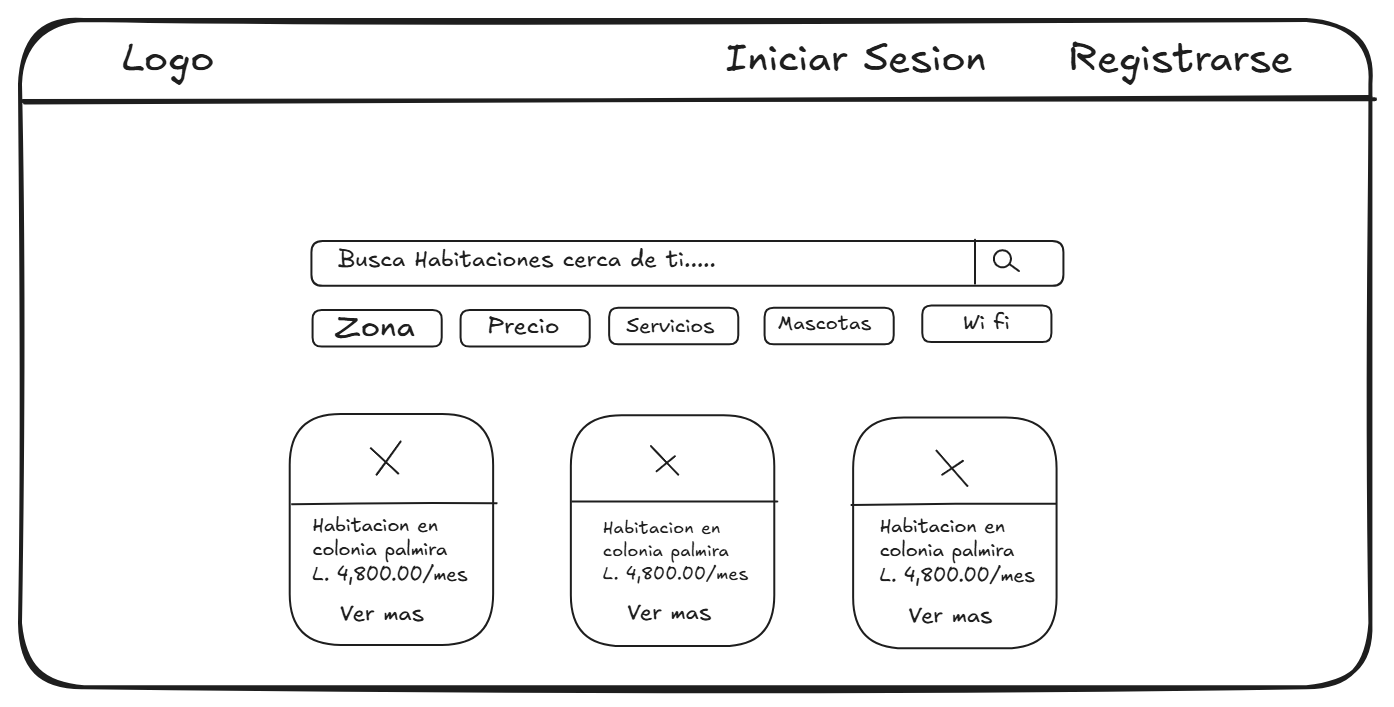 Logo
Iniciar Sesion
Registrarse
Busca Habitaciones cerca de ti.....
Zona
Precio
Servicios
Mascotas
Wi fi
Habitacion en
colonia palmira
L. 4,800.00/mes
Ver mas
Habitacion en
colonia palmira
L. 4,800.00/mes
Ver mas
Habitacion en
colonia palmira
L. 4,800.00/mes
Ver mas